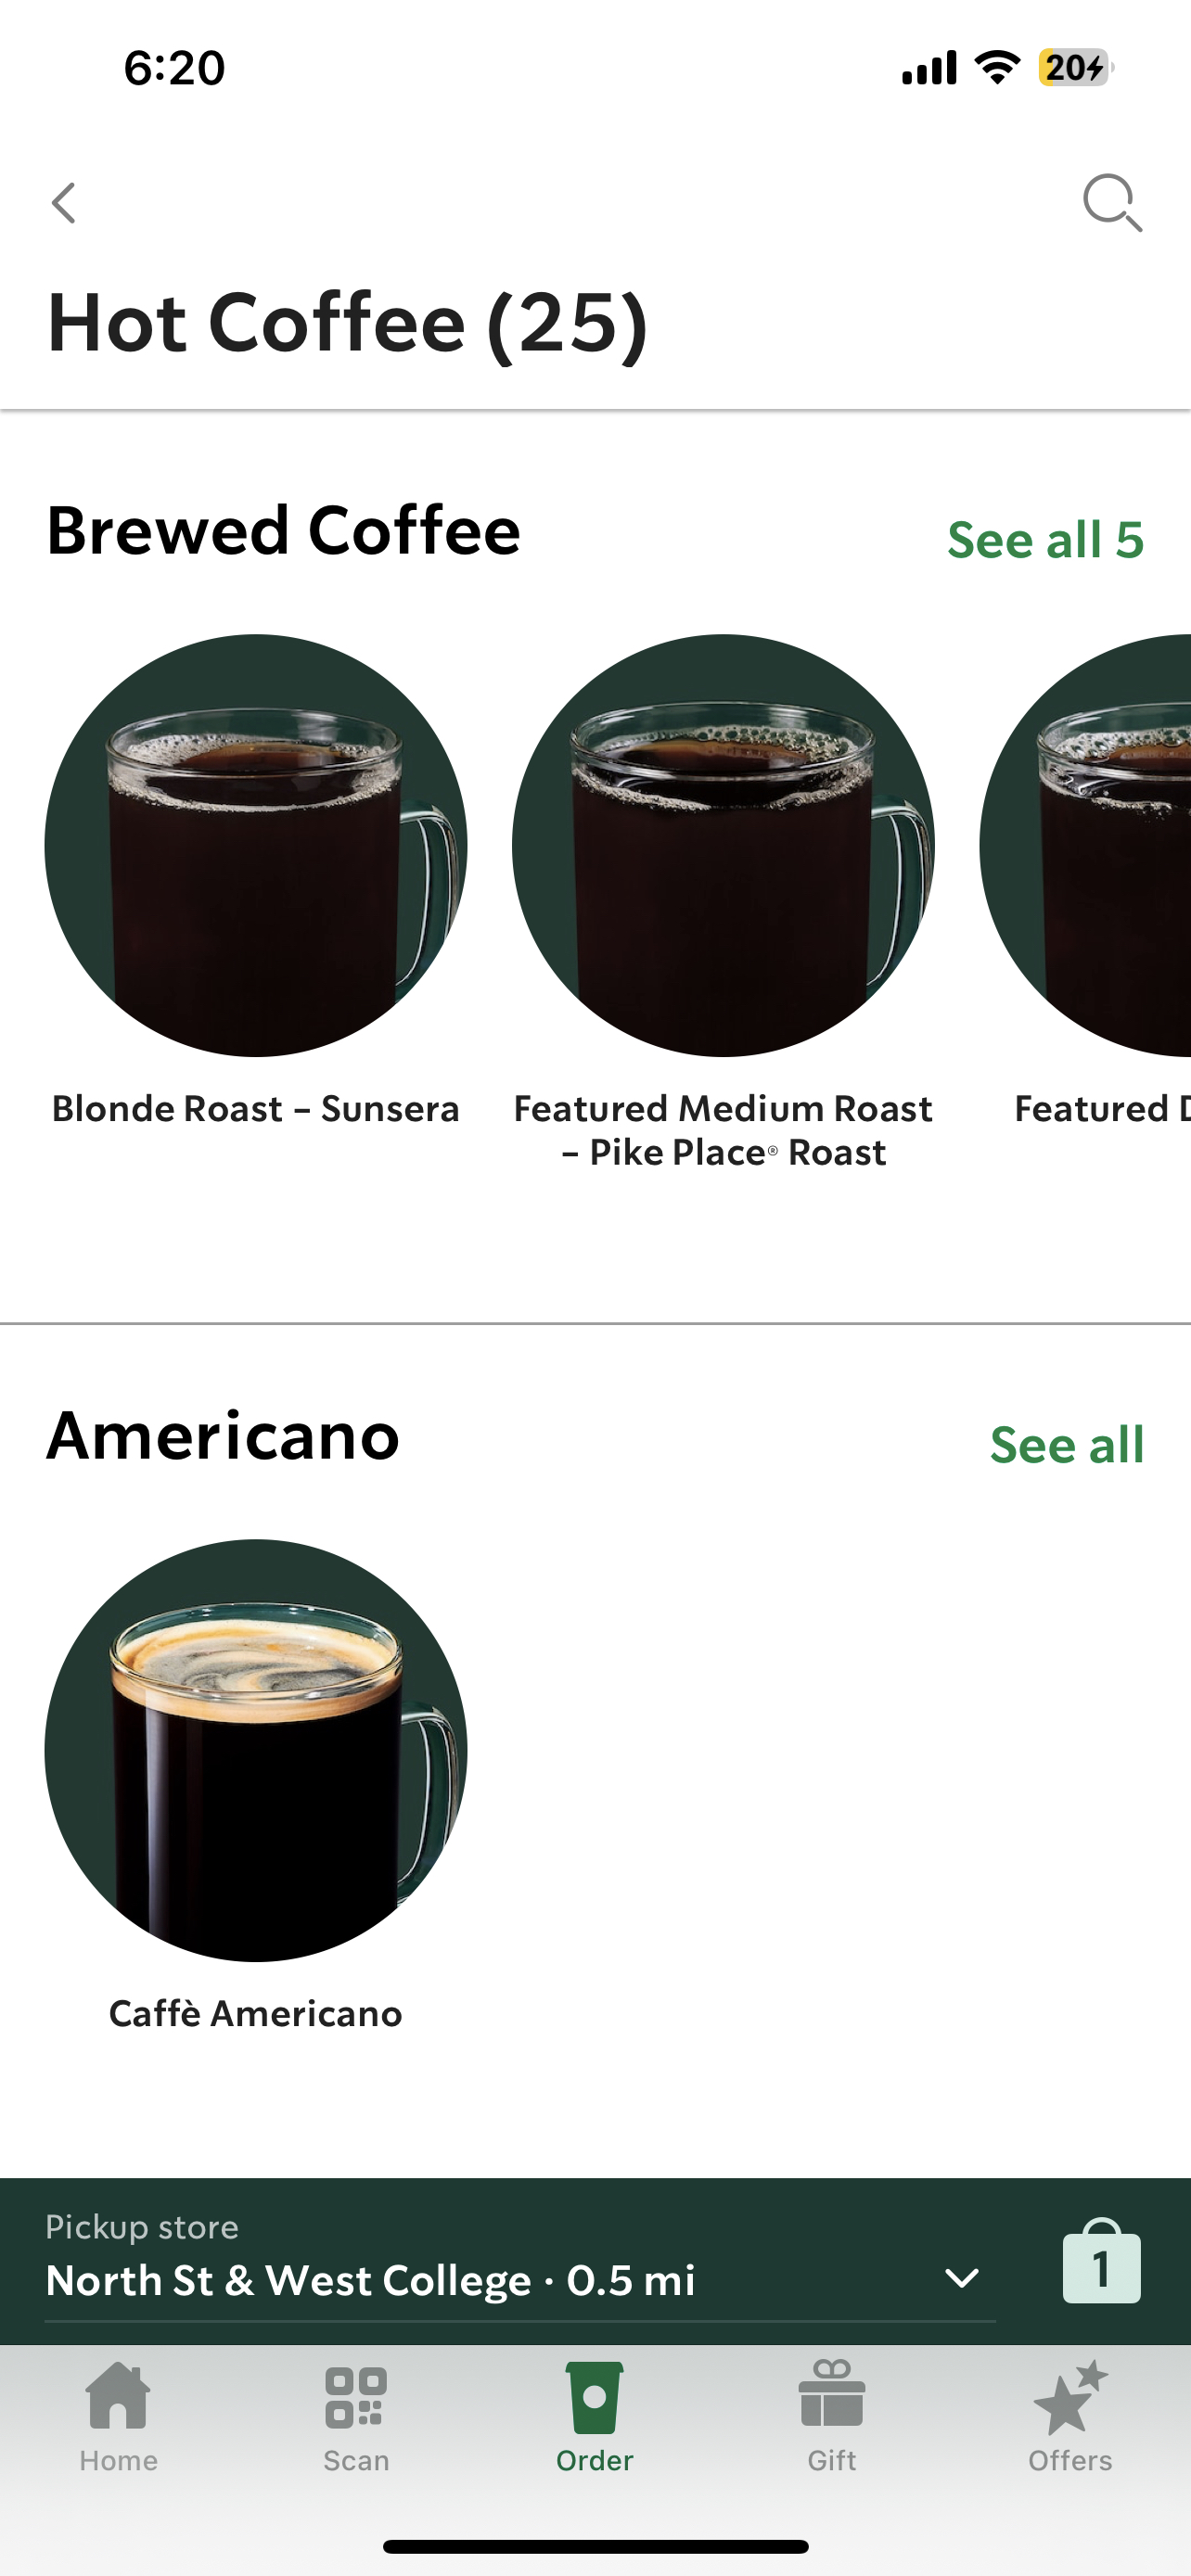 6:20
20
Hot Coffee (25)
Brewed Coffee
See all 5
Blonde Roast – Sunsera
Featured Medium Roast
– Pike Place® Roast
Featured
Americano
See all
Caffè Americano
Pickup store
North St & West College · 0.5 mi
1
Home
Scan
Order
Gift
Offers